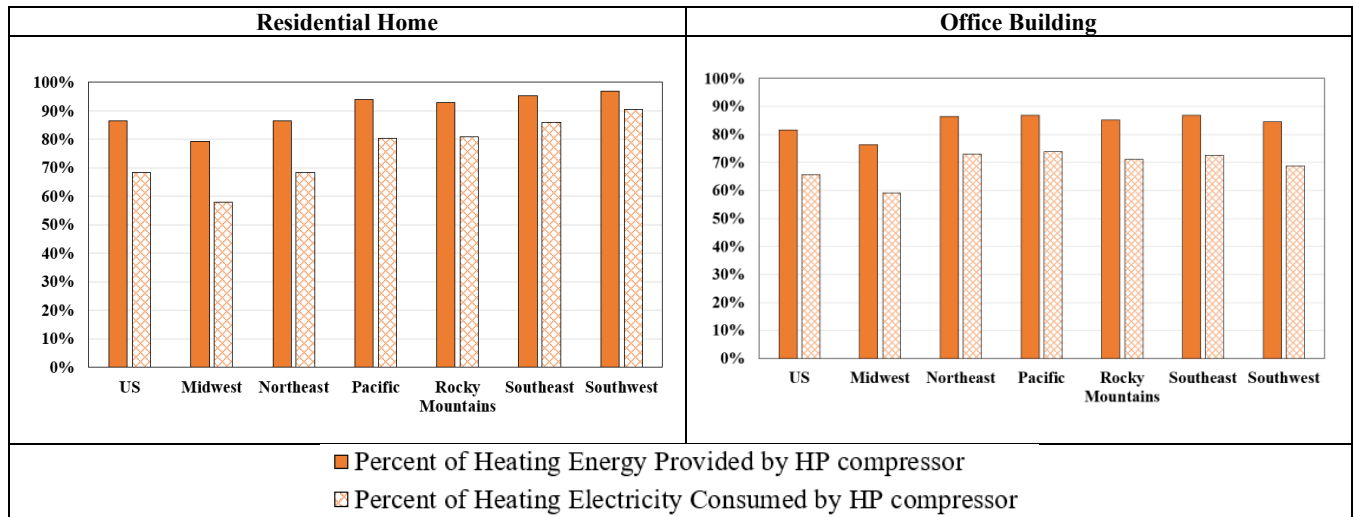 Residential Home
100%
90%
80%
70%
60%
50%
40%
30%
20%
10%
0%
US Midwest Northeast Pacific Rocky Southeast Southwest
Mountains
Office Building
100%
90%
80%
70%
60%
50%
40%
30%
20%
10%
0%
US Midwest Northeast Pacific Rocky Southeast Southwest
Mountains
Percent of Heating Energy Provided by HP compressor
Percent of Heating Electricity Consumed by HP compressor